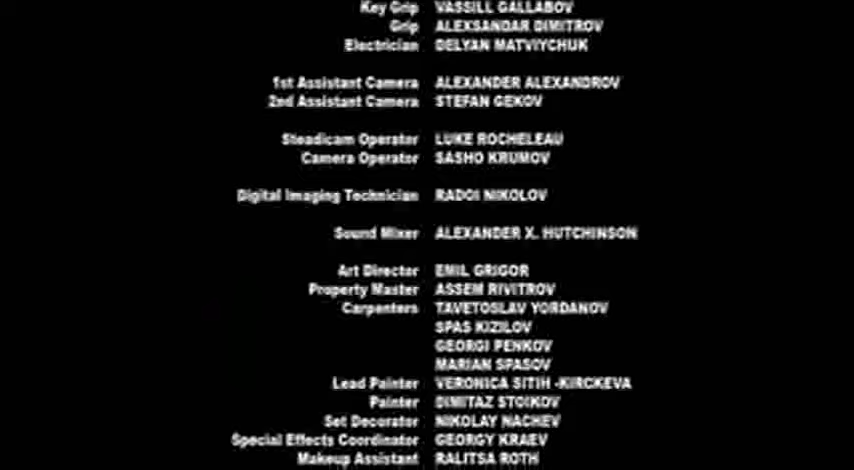 Key Grip VASSILL GALLABOV
Grip ALEXSANDAR DIMITROV
Electrician DELYAN MATVIYCHUK
1st Assistant Camera ALEXANDER ALEXANDROV
2nd Assistant Camera STEFAN GEKOV
Steadicam Operator LUKE ROCHELEAU
Camera Operator SASHO KRUMOV
Digital Imaging Technician RADOI NIKOLOV
Sound Mixer ALEXANDER X. HUTCHINSON
Art Director EMIL GRIGOR
Property Master ASSEM RIVITROV
Carpenters TAVETOSLAV YORDANOV
SPAS KIZILOV
GEORGI PENKOV
MARIAN SPASOV
Lead Painter VERONICA SITIH -KIRCKEVA
Painter DIMITAZ STOIKOV
Set Decorator NIKOLAY NACHEV
Special Effects Coordinator GEORGY KRAEV
Makeup Assistant RALITSA ROTH